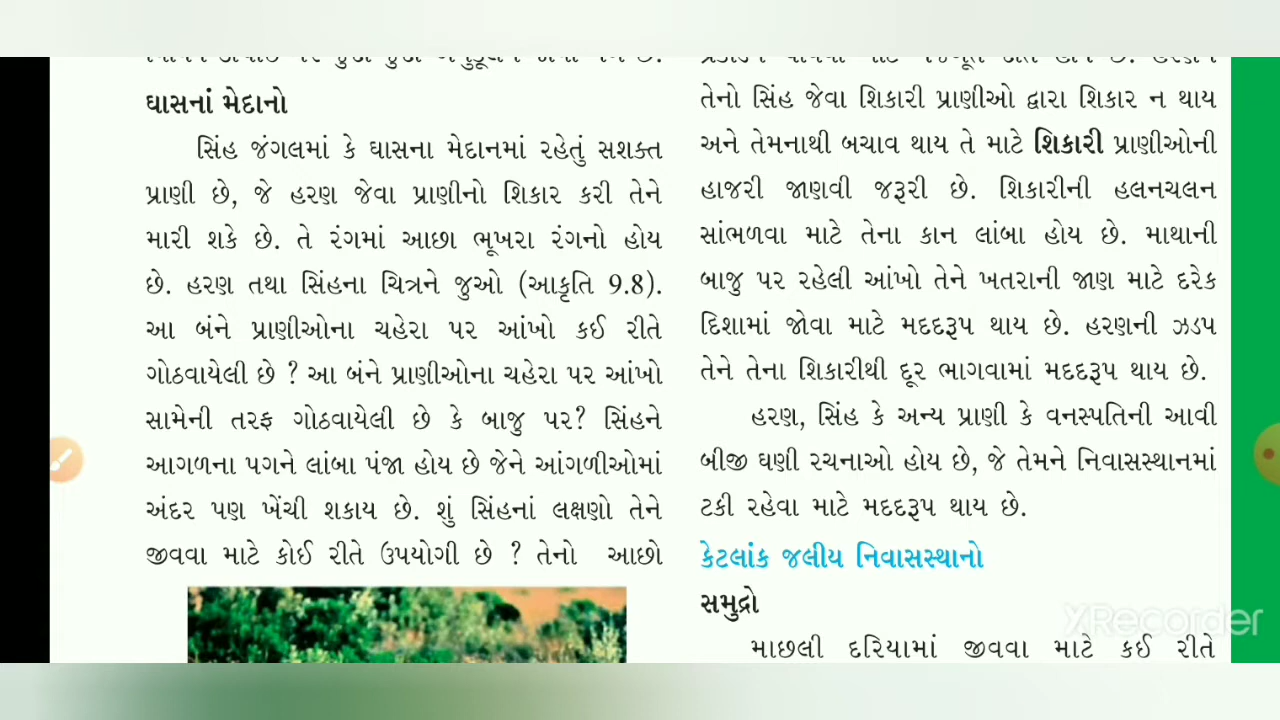 ઘાસનાં મેદાનો
સિંહ જંગલમાં કે ઘાસના મેદાનમાં રહેતું સશક્ત
પ્રાણી છે, જે હરણ જેવા પ્રાણીનો શિકાર કરી તેને
મારી શકે છે. તે રંગમાં આછા ભૂખરા રંગનો હોય
છે. હરણ તથા સિંહના ચિત્રને જુઓ (આકૃતિ 9.8).
આ બંને પ્રાણીઓના ચહેરા પર આંખો કઈ રીતે
ગોઠવાયેલી છે ? આ બંને પ્રાણીઓના ચહેરા પર આંખો
સામેની તરફ ગોઠવાયેલી છે કે બાજુ પર? સિંહને
આગળના પગને લાંબા પંજા હોય છે જેને આંગળીઓમાં
અંદર પણ ખેંચી શકાય છે. શું સિંહનાં લક્ષણો તેને
જીવવા માટે કોઈ રીતે ઉપયોગી છે ? તેનો આછો
તેનો સિંહ જેવા શિકારી પ્રાણીઓ દ્વારા શિકાર ન થાય
અને તેમનાથી બચાવ થાય તે માટે શિકારી પ્રાણીઓની
હાજરી જાણવી જરૂરી છે. શિકારીની હલનચલન
સાંભળવા માટે તેના કાન લાંબા હોય છે. માથાની
બાજુ પર રહેલી આંખો તેને ખતરાની જાણ માટે દરેક
દિશામાં જોવા માટે મદદરૂપ થાય છે. હરણની ઝડપ
તેને તેના શિકારીથી દૂર ભાગવામાં મદદરૂપ થાય છે.
હરણ, સિંહ કે અન્ય પ્રાણી કે વનસ્પતિની આવી
બીજી ઘણી રચનાઓ હોય છે, જે તેમને નિવાસસ્થાનમાં
ટકી રહેવા માટે મદદરૂપ થાય છે.
કેટલાંક જલીય નિવાસસ્થાનો
સમુદ્રો
માછલી દરિયામાં જીવવા માટે કઈ રીતે
XRecorder